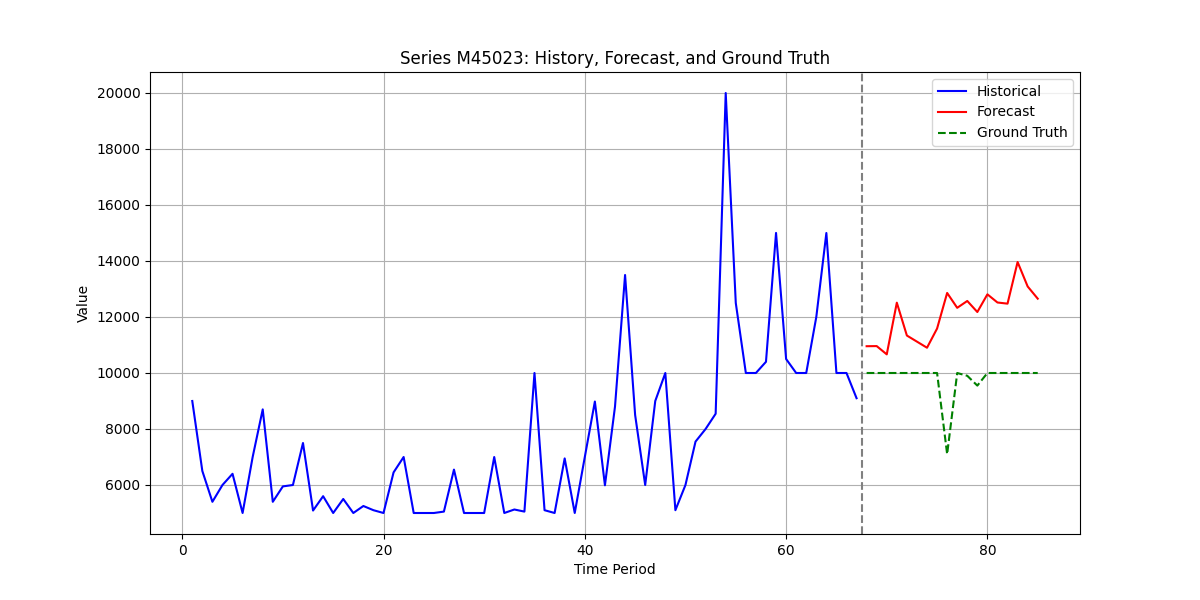 Series M45023: History, Forecast, and Ground Truth
Historical
Forecast
Ground Truth
20000
18000
16000
14000
12000
10000
8000
6000
Value
0 20 40 60 80
Time Period